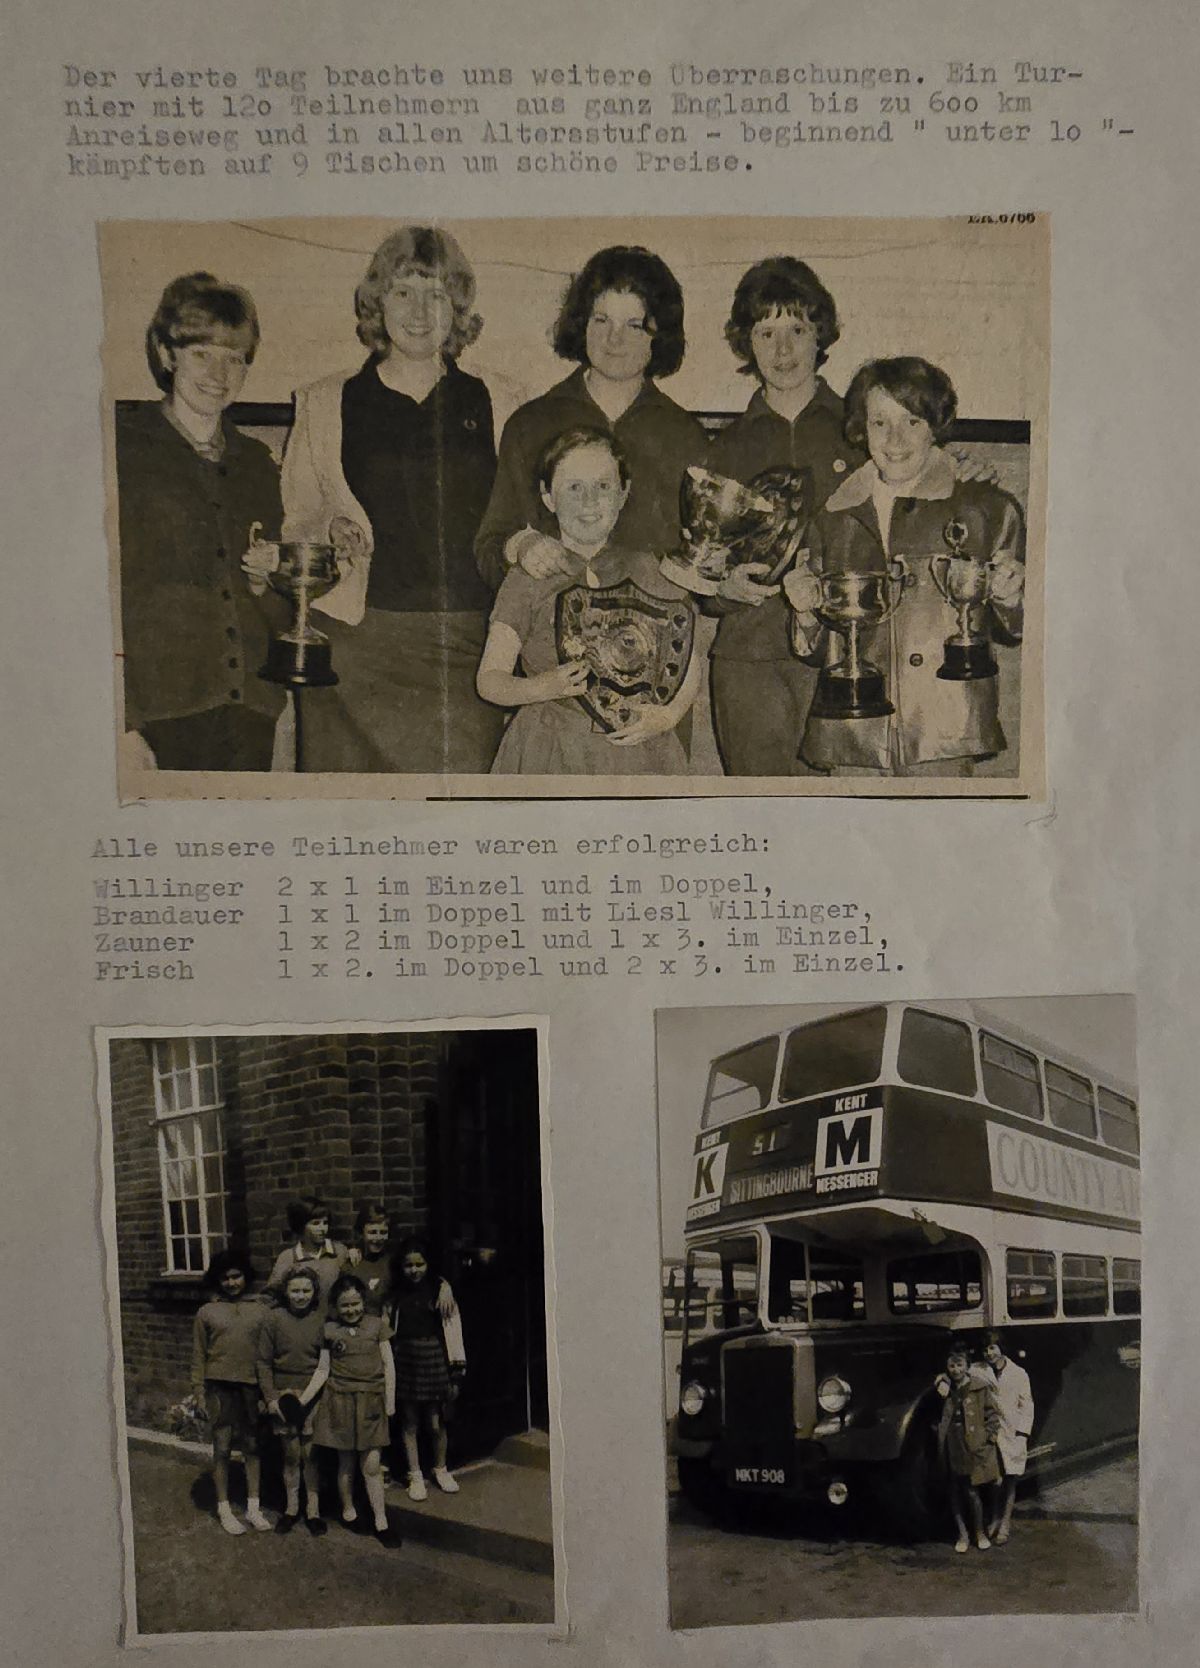 Der vierte Tag brachte uns weitere Überraschungen. Ein Tur-
nier mit 12o Teilnehmern aus ganz England bis zu 6oo km
Anreiseweg und in allen Altersstufen - beginnend " unter lo "-
kämpften auf 9 Tischen um schöne Preise.
Alle unsere Teilnehmer waren erfolgreich:
Willinger 2 x 1 im Einzel und im Doppel,
Brandauer 1 x 1 im Doppel mit Liesl Willinger,
Zauner 1 x 2 im Doppel und 1 x 3. im Einzel,
Frisch 1 x 2. im Doppel und 2 x 3. im Einzel.
KENT
M
MESSENGER
KENT
K
51
SITTINGBOURNE
COUNTY
NKT 908